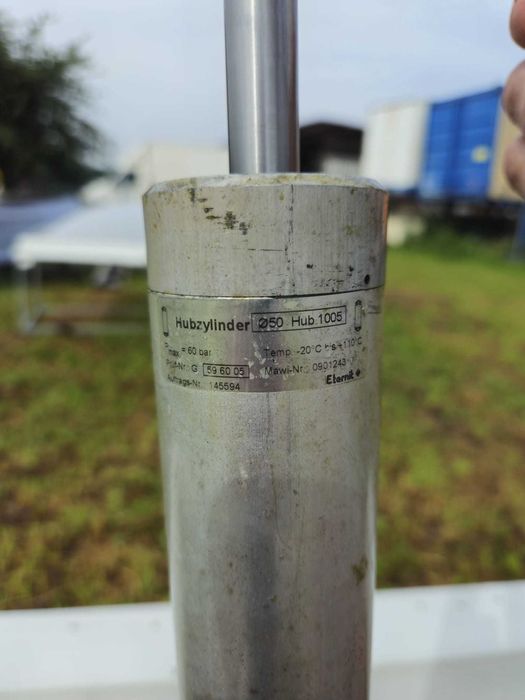 Hubzylinder Ø50 Hub 1005
Pmax. = 60 bar Temp. -20°C bis +110°C
Prüf-Nr.: G 59 60 05 Mawi-Nr.: 0901243
Auftrags-Nr. 145594 Eternit